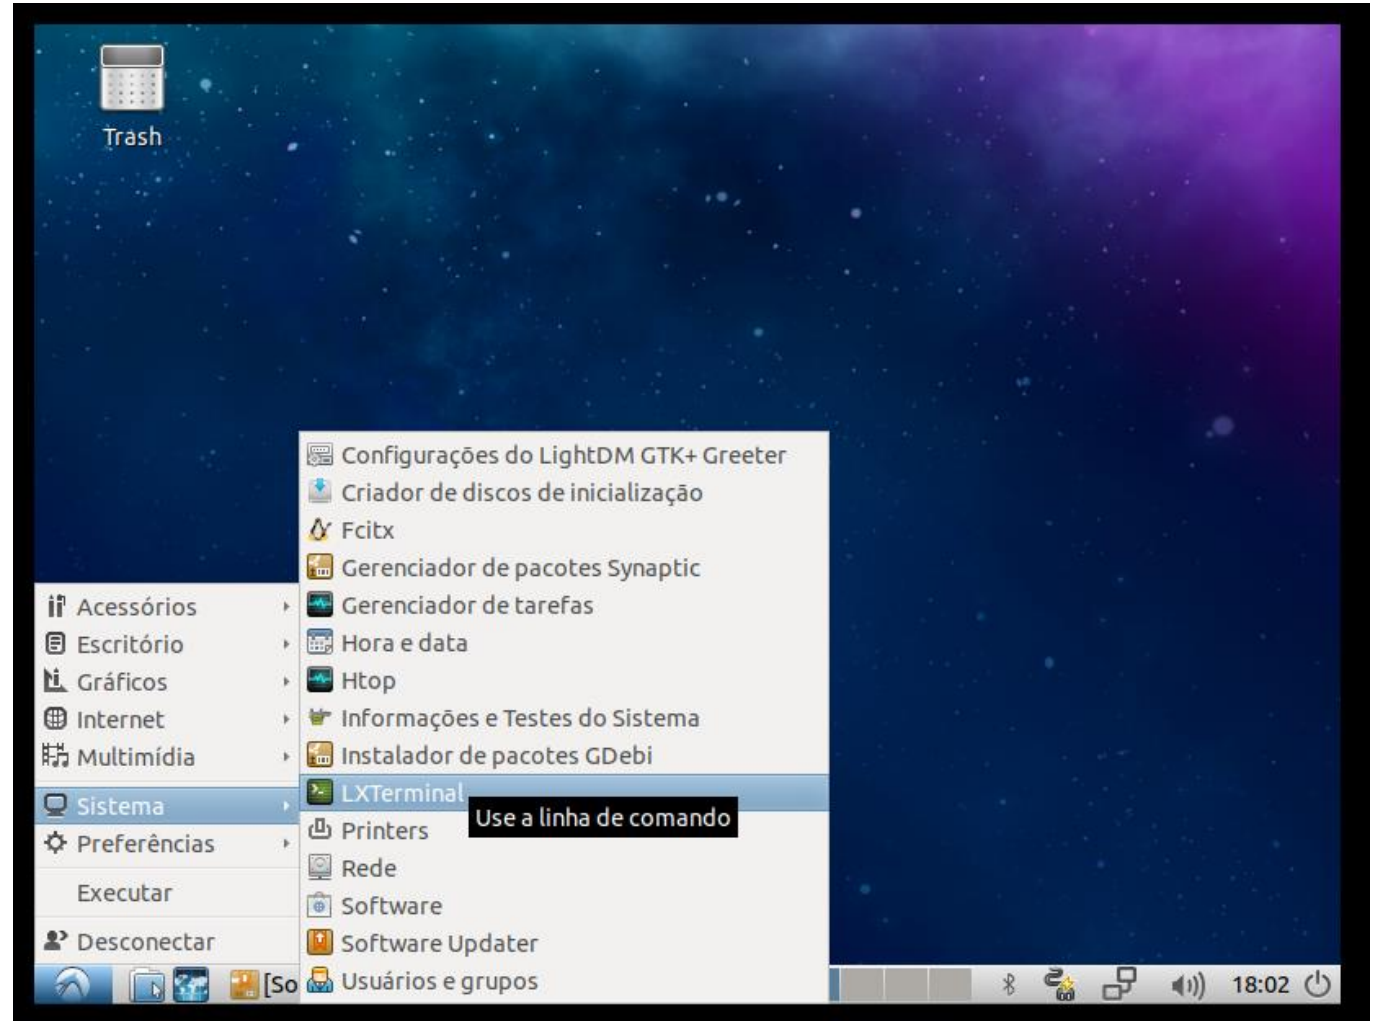 Trash
Configurações do LightDM GTK+ Greeter
Criador de discos de inicialização
Fcitx
Gerenciador de pacotes Synaptic
Gerenciador de tarefas
Hora e data
Htop
Informações e Testes do Sistema
Instalador de pacotes GDebi
LXTerminal
Use a linha de comando
Printers
Rede
Software
Software Updater
Usuários e grupos
Acessórios
Escritório
Gráficos
Internet
Multimídia
Sistema
Preferências
Executar
Desconectar
[So
18:02